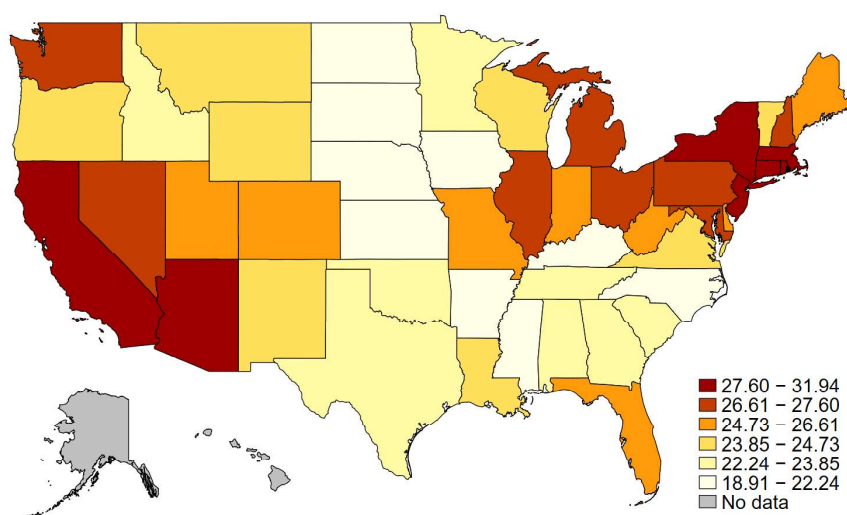 27.60 – 31.94
26.61 – 27.60
24.73 – 26.61
23.85 – 24.73
22.24 – 23.85
18.91 – 22.24
No data